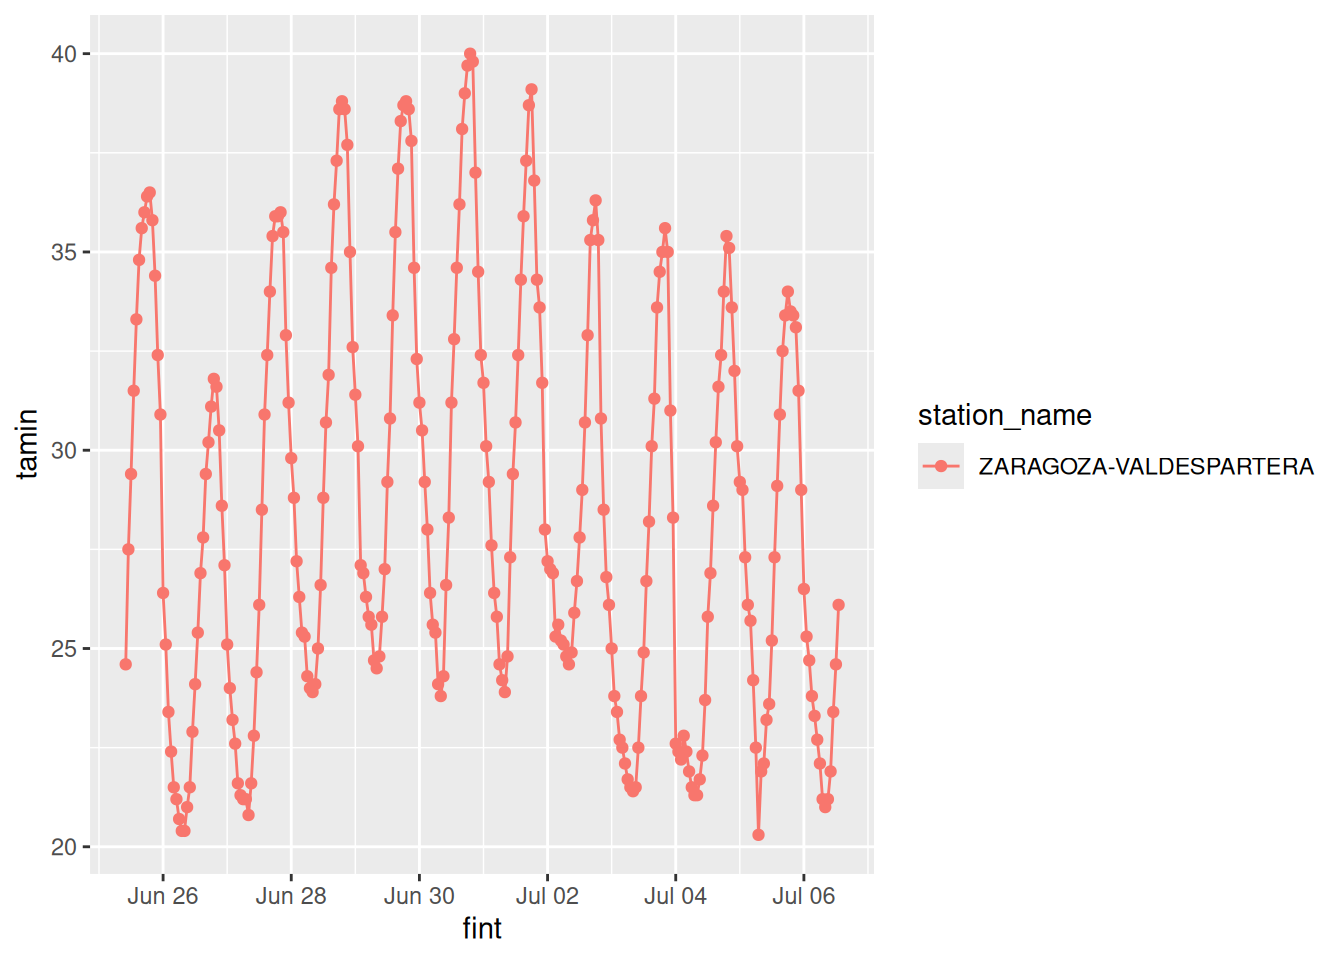 40
35
30
25
20
tamin
Jun 26
Jun 28
Jun 30
Jul 02
Jul 04
Jul 06
fint
station_name
ZARAGOZA-VALDESPARTERA